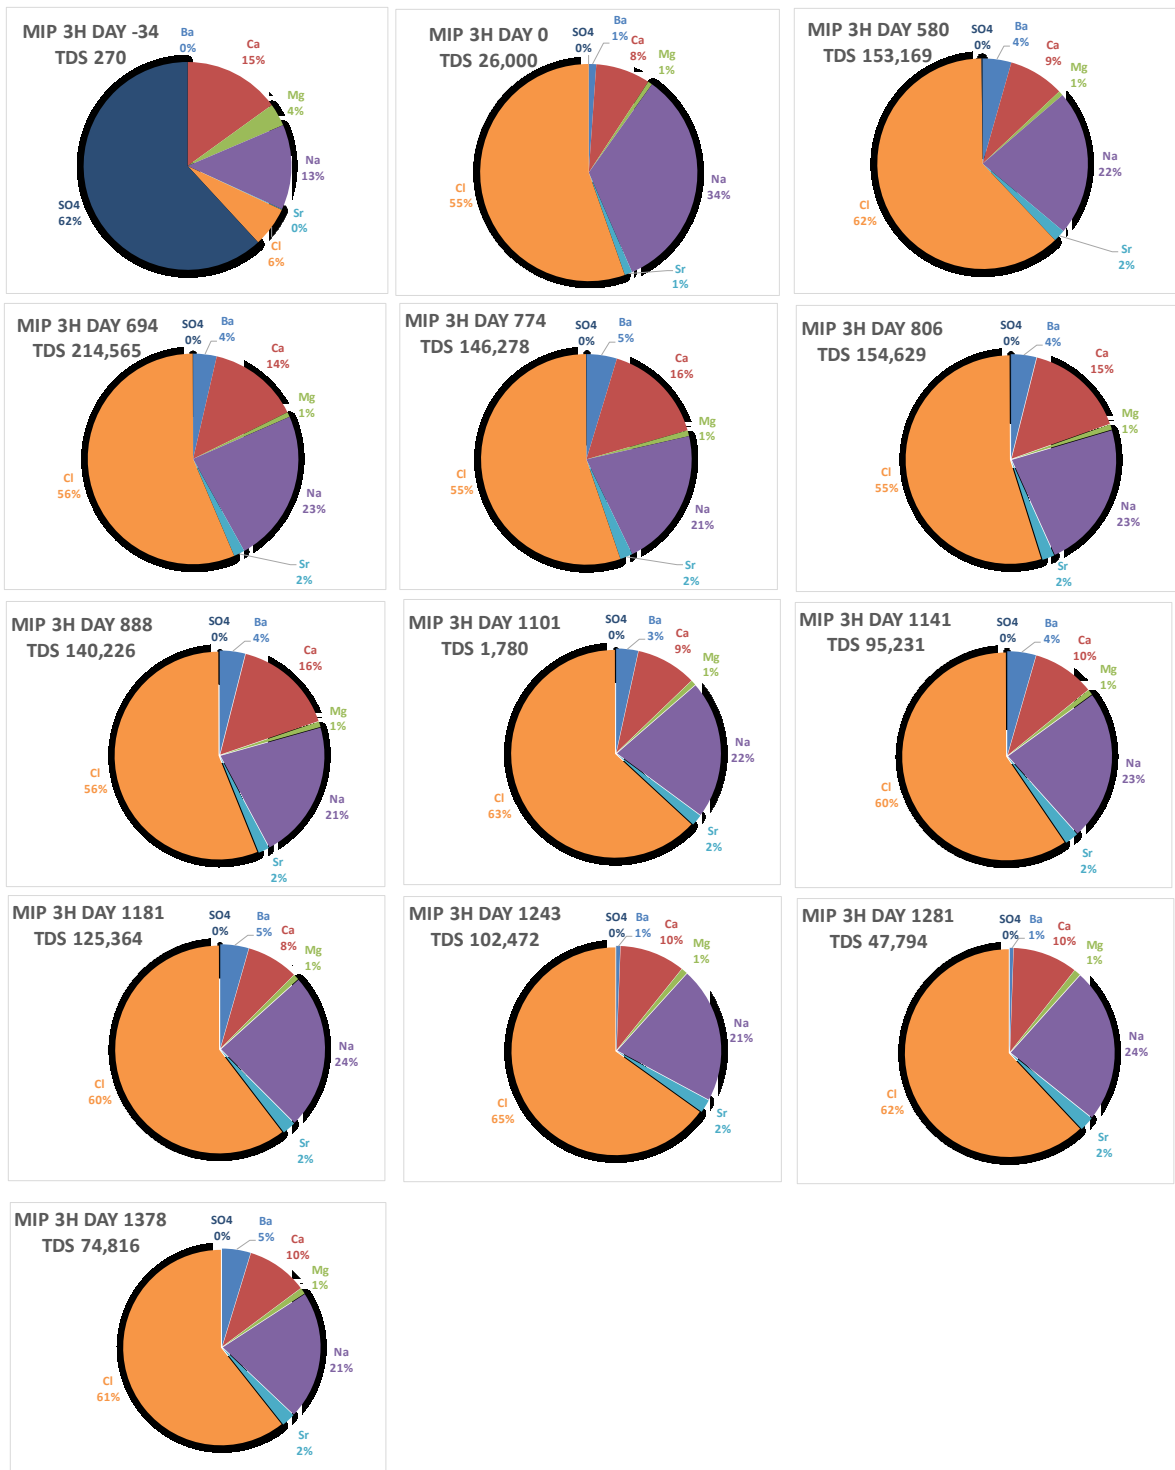 MIP 3H DAY -34
TDS 270
Ba
0%
Ca
15%
Mg
4%
Na
13%
Sr
0%
Cl
6%
SO4
62%
MIP 3H DAY 0
TDS 26,000
SO4
0%
Ba
1%
Ca
8%
Mg
1%
Na
34%
Sr
1%
Cl
55%
MIP 3H DAY 580
TDS 153,169
SO4
0%
Ba
4%
Ca
9%
Mg
1%
Na
22%
Sr
2%
Cl
62%
MIP 3H DAY 694
TDS 214,565
SO4
0%
Ba
4%
Ca
14%
Mg
1%
Na
23%
Sr
2%
Cl
56%
MIP 3H DAY 774
TDS 146,278
SO4
0%
Ba
5%
Ca
16%
Mg
1%
Na
21%
Sr
2%
Cl
55%
MIP 3H DAY 806
TDS 154,629
SO4
0%
Ba
4%
Ca
15%
Mg
1%
Na
23%
Sr
2%
Cl
55%
MIP 3H DAY 888
TDS 140,226
SO4
0%
Ba
4%
Ca
16%
Mg
1%
Na
21%
Sr
2%
Cl
56%
MIP 3H DAY 1101
TDS 1,780
SO4
0%
Ba
3%
Ca
9%
Mg
1%
Na
22%
Sr
2%
Cl
63%
MIP 3H DAY 1141
TDS 95,231
SO4
0%
Ba
4%
Ca
10%
Mg
1%
Na
23%
Sr
2%
Cl
60%
MIP 3H DAY 1181
TDS 125,364
SO4
0%
Ba
5%
Ca
8%
Mg
1%
Na
24%
Sr
2%
Cl
60%
MIP 3H DAY 1243
TDS 102,472
SO4
0%
Ba
1%
Ca
10%
Mg
1%
Na
21%
Sr
2%
Cl
65%
MIP 3H DAY 1281
TDS 47,794
SO4
0%
Ba
1%
Ca
10%
Mg
1%
Na
24%
Sr
2%
Cl
62%
MIP 3H DAY 1378
TDS 74,816
SO4
0%
Ba
5%
Ca
10%
Mg
1%
Na
21%
Sr
2%
Cl
61%